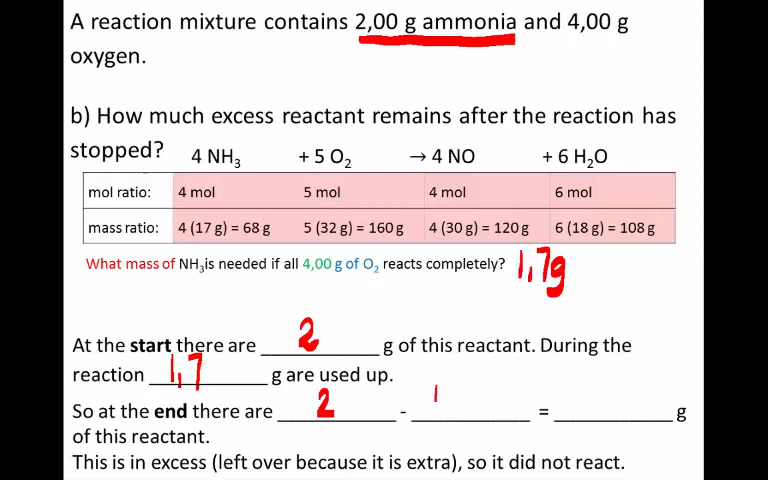 A reaction mixture contains 2,00 g ammonia and 4,00 g
oxygen.
b) How much excess reactant remains after the reaction has
stopped? 4 NH₃ + 5 O₂ → 4 NO + 6 H₂O
mol ratio: 4 mol 5 mol 4 mol 6 mol
mass ratio: 4 (17 g) = 68 g 5 (32 g) = 160 g 4 (30 g) = 120 g 6 (18 g) = 108 g
What mass of NH₃is needed if all 4,00 g of O₂ reacts completely? 1,7g
At the start there are 2 g of this reactant. During the
reaction 1,7 g are used up.
So at the end there are 2 - 1 = ____________ g
of this reactant.
This is in excess (left over because it is extra), so it did not react.